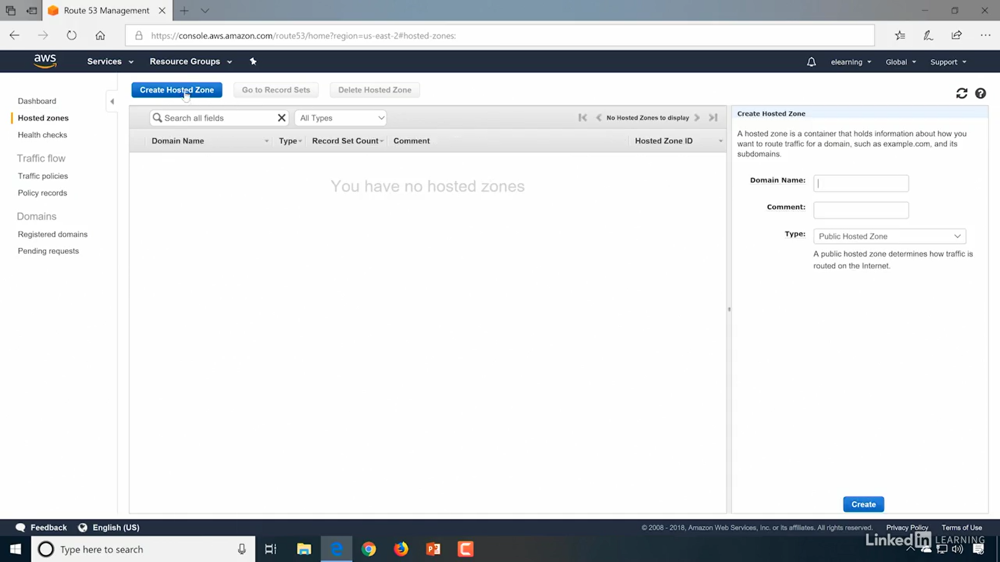 Route 53 Management
https://console.aws.amazon.com/route53/home?region=us-east-2#hosted-zones:
aws
Services
Resource Groups
elearning
Global
Support
Create Hosted Zone
Go to Record Sets
Delete Hosted Zone
Dashboard
Hosted zones
Health checks
Traffic flow
Traffic policies
Policy records
Domains
Registered domains
Pending requests
Search all fields
All Types
No Hosted Zones to display
Domain Name
Type
Record Set Count
Comment
Hosted Zone ID
You have no hosted zones
Create Hosted Zone
A hosted zone is a container that holds information about how you
want to route traffic for a domain, such as example.com, and its
subdomains.
Domain Name:
Comment:
Type:
Public Hosted Zone
A public hosted zone determines how traffic is
routed on the Internet.
Create
Feedback
English (US)
© 2008 - 2018, Amazon Web Services, Inc. or its affiliates. All rights reserved.
Privacy Policy
Terms of Use
Type here to search
LinkedIn LEARNING